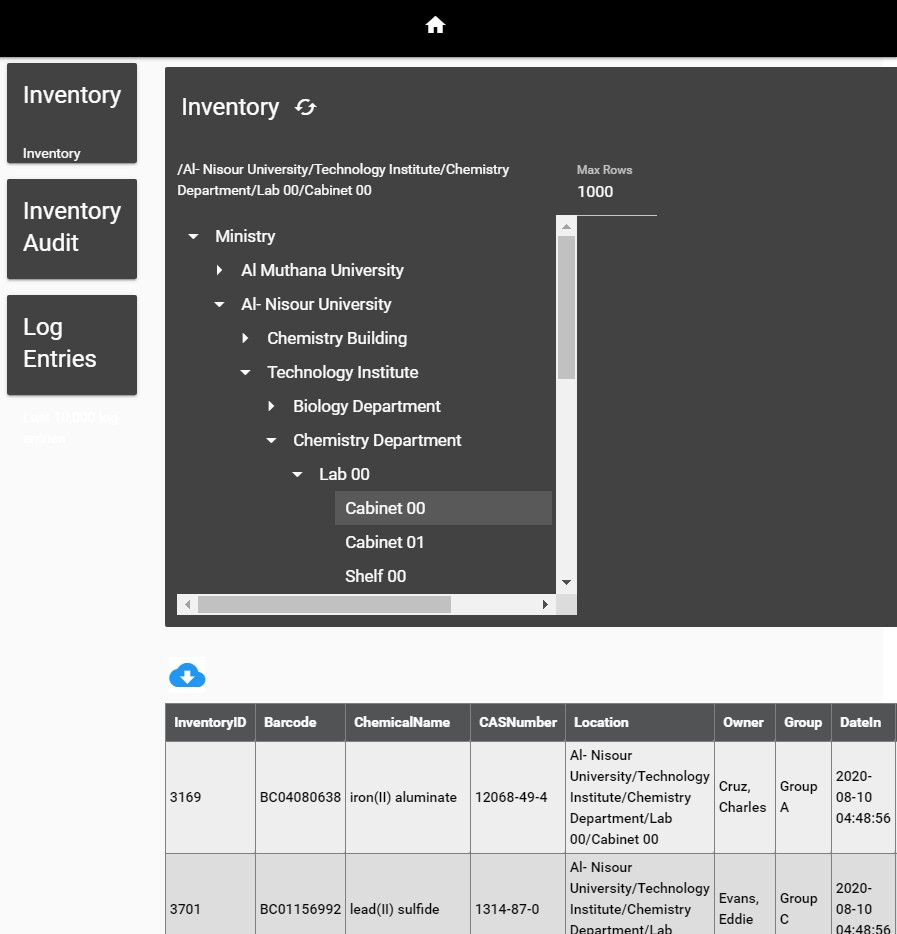 Inventory
Inventory
Inventory
Audit
Log
Entries
Inventory
/Al- Nisour University/Technology Institute/Chemistry
Department/Lab 00/Cabinet 00
Max Rows
1000
Ministry
Al Muthana University
Al- Nisour University
Chemistry Building
Technology Institute
Biology Department
Chemistry Department
Lab 00
Cabinet 00
Cabinet 01
Shelf 00
InventoryID Barcode ChemicalName CASNumber Location Owner Group DateIn
3169 BC04080638 iron(II) aluminate 12068-49-4
Al- Nisour
University/Technology
Institute/Chemistry
Department/Lab
00/Cabinet 00
Cruz,
Charles
Group
A
2020-
08-10
04:48:56
3701 BC01156992 lead(II) sulfide 1314-87-0
Al- Nisour
University/Technology
Institute/Chemistry
Department/Lab
Evans,
Eddie
Group
C
2020-
08-10
04:48:56